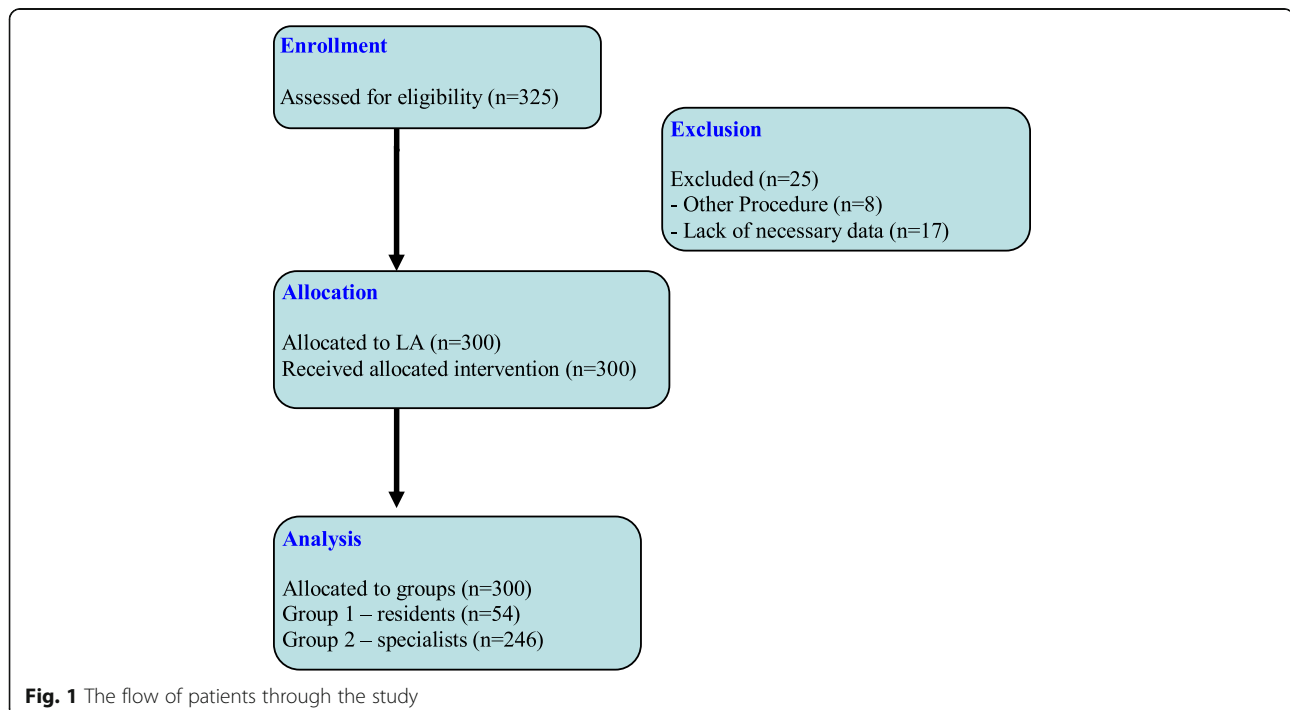 Enrollment
Assessed for eligibility (n=325)
Exclusion
Excluded (n=25)
- Other Procedure (n=8)
- Lack of necessary data (n=17)
Allocation
Allocated to LA (n=300)
Received allocated intervention (n=300)
Analysis
Allocated to groups (n=300)
Group 1 – residents (n=54)
Group 2 – specialists (n=246)
Fig. 1 The flow of patients through the study